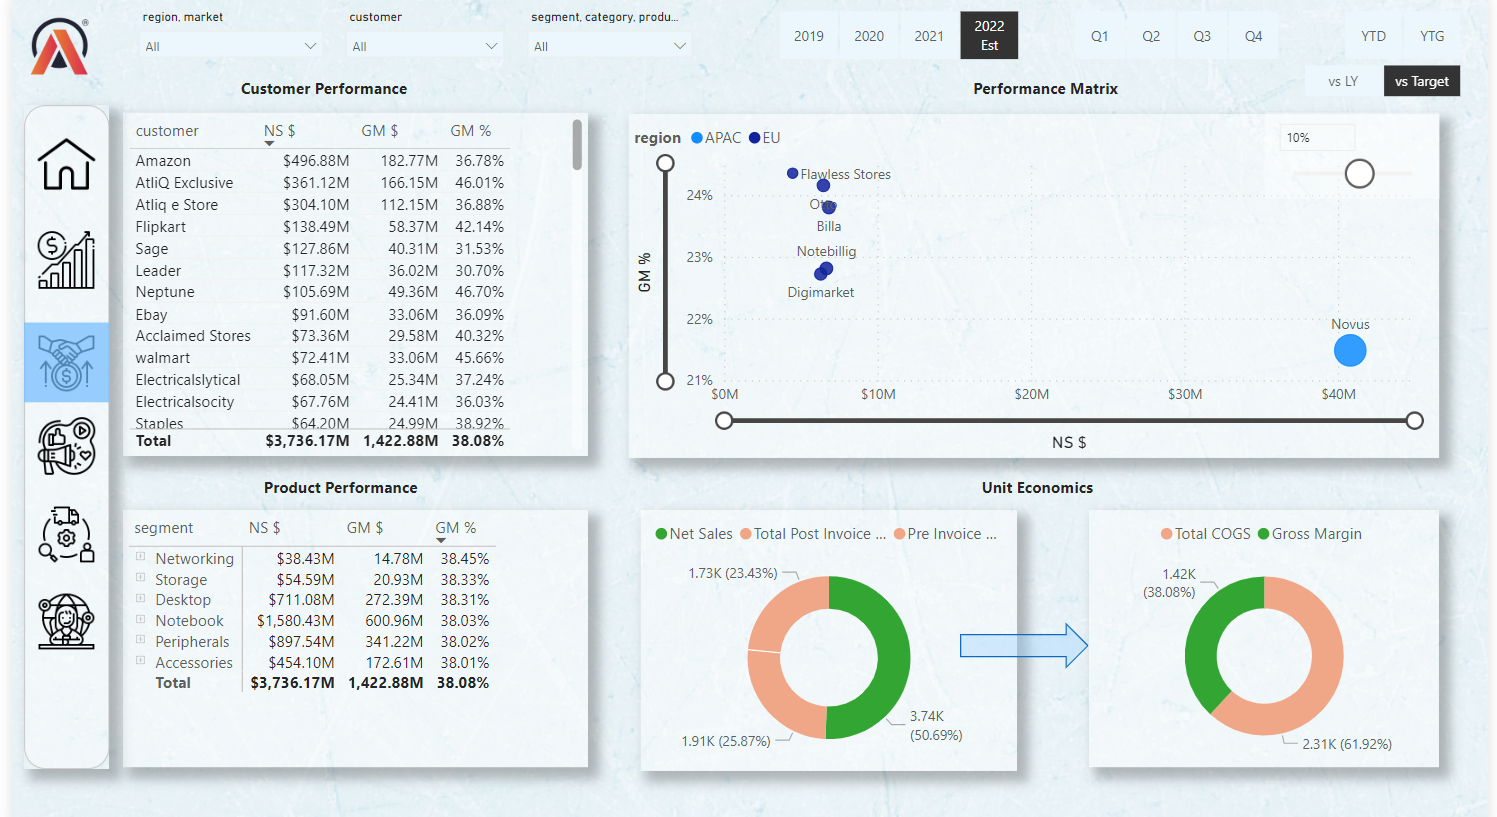 region, market
customer
segment, category, produ...
All
All
All
2019
2020
2021
2022
Est
Q1
Q2
Q3
Q4
YTD
YTG
vs LY
vs Target
®
Customer Performance
customer NS $ GM $ GM %
Amazon $496.88M 182.77M 36.78%
AtliQ Exclusive $361.12M 166.15M 46.01%
Atliq e Store $304.10M 112.15M 36.88%
Flipkart $138.49M 58.37M 42.14%
Sage $127.86M 40.31M 31.53%
Leader $117.32M 36.02M 30.70%
Neptune $105.69M 49.36M 46.70%
Ebay $91.60M 33.06M 36.09%
Acclaimed Stores $73.36M 29.58M 40.32%
walmart $72.41M 33.06M 45.66%
Electricalslytical $68.05M 25.34M 37.24%
Electricalsocity $67.76M 24.41M 36.03%
Staples $64.20M 24.99M 38.92%
Total $3,736.17M 1,422.88M 38.08%
Performance Matrix
region APAC EU
10%
GM %
24%
23%
22%
21%
Flawless Stores
Otto
Billa
Notebillig
Digimarket
Novus
$0M $10M $20M $30M $40M
NS $
Product Performance
segment NS $ GM $ GM %
Networking $38.43M 14.78M 38.45%
Storage $54.59M 20.93M 38.33%
Desktop $711.08M 272.39M 38.31%
Notebook $1,580.43M 600.96M 38.03%
Peripherals $897.54M 341.22M 38.02%
Accessories $454.10M 172.61M 38.01%
Total $3,736.17M 1,422.88M 38.08%
Unit Economics
Net Sales Total Post Invoice ... Pre Invoice ...
1.73K (23.43%)
3.74K
(50.69%)
1.91K (25.87%)
Total COGS Gross Margin
1.42K
(38.08%)
2.31K (61.92%)